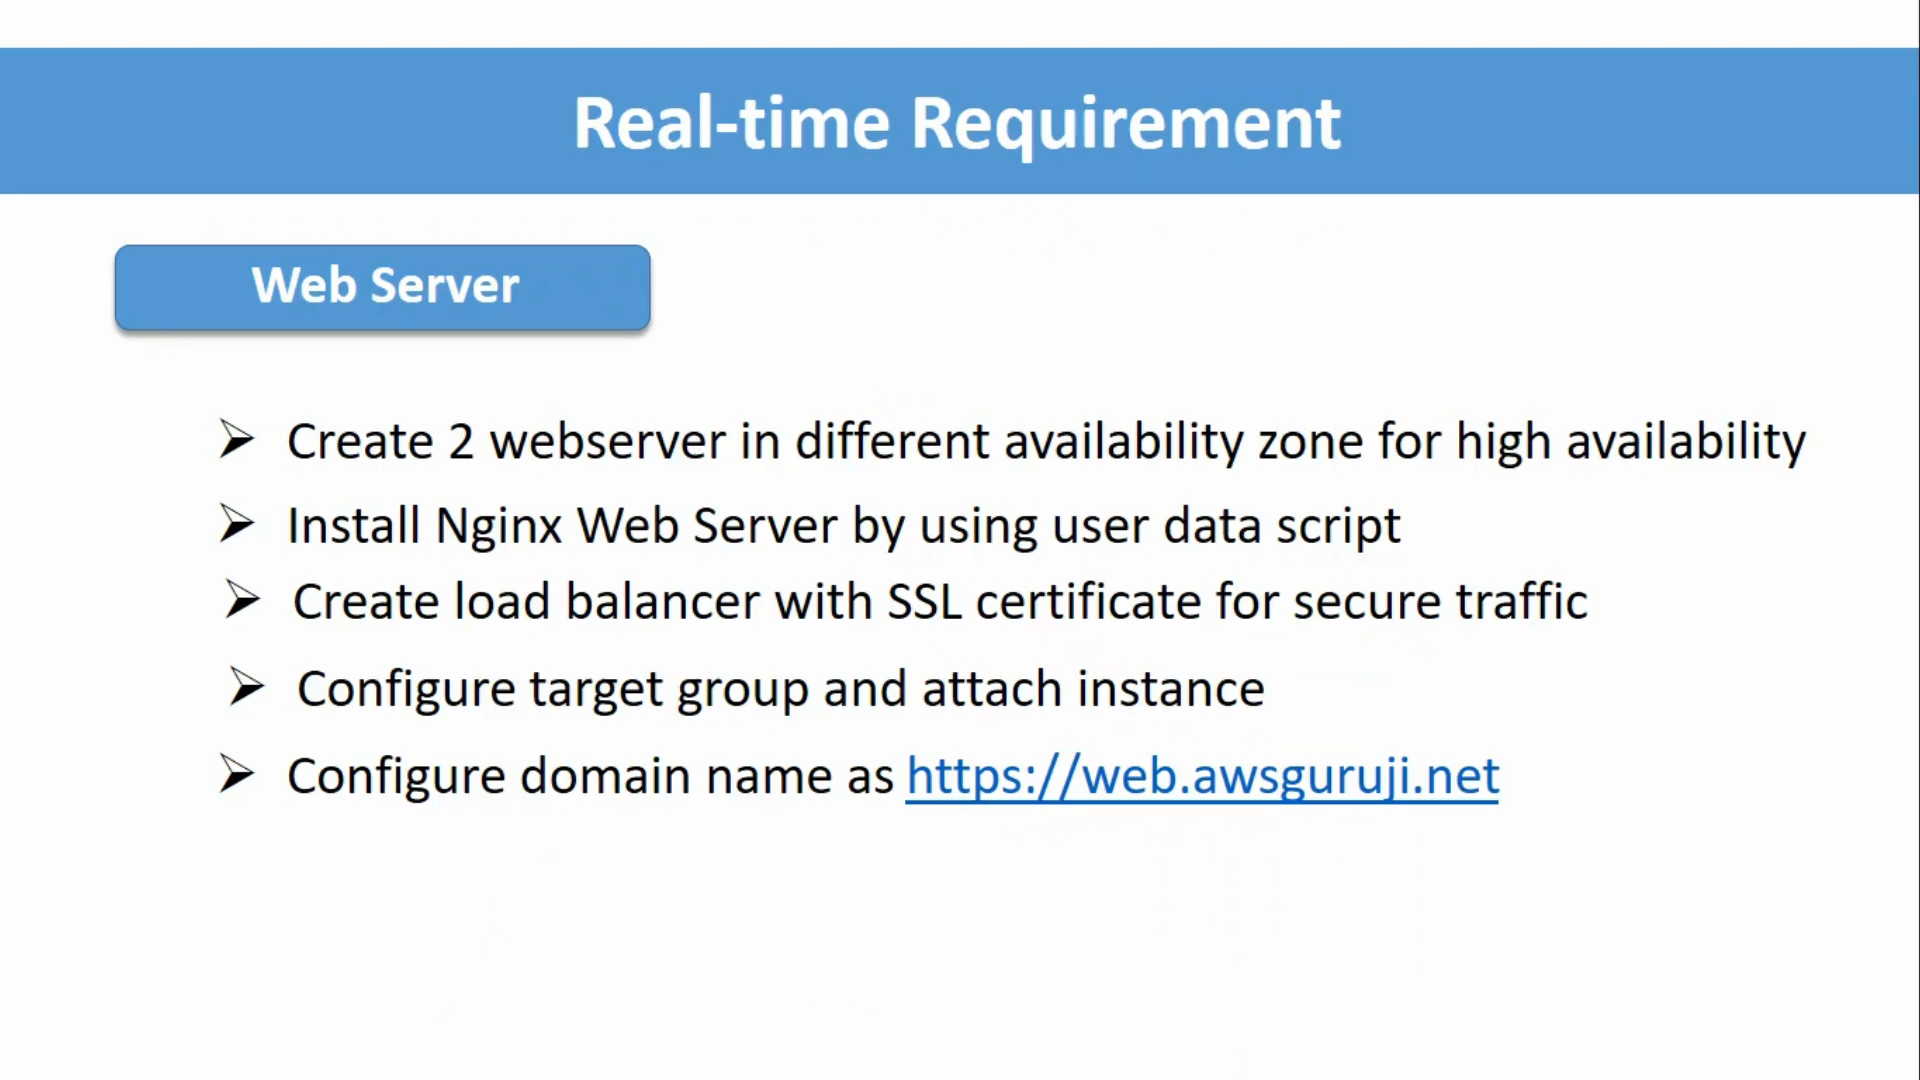 Real-time Requirement
Web Server
➢ Create 2 webserver in different availability zone for high availability
➢ Install Nginx Web Server by using user data script
➢ Create load balancer with SSL certificate for secure traffic
➢ Configure target group and attach instance
➢ Configure domain name as https://web.awsguruji.net